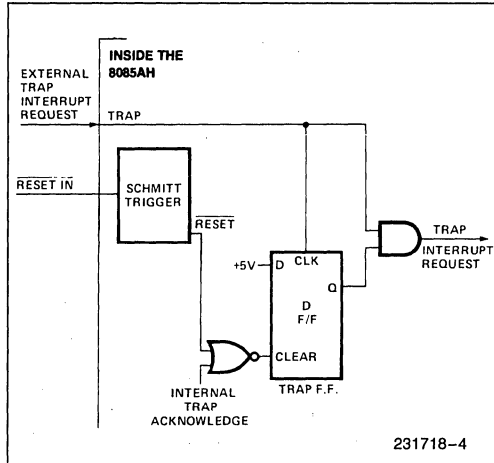 INSIDE THE
8085AH
EXTERNAL
TRAP
INTERRUPT
REQUEST
TRAP
RESET IN
SCHMITT
TRIGGER
RESET
+5V
D
CLK
Q
D
F/F
CLEAR
TRAP F.F.
TRAP
INTERRUPT
REQUEST
INTERNAL
TRAP
ACKNOWLEDGE
231718-4